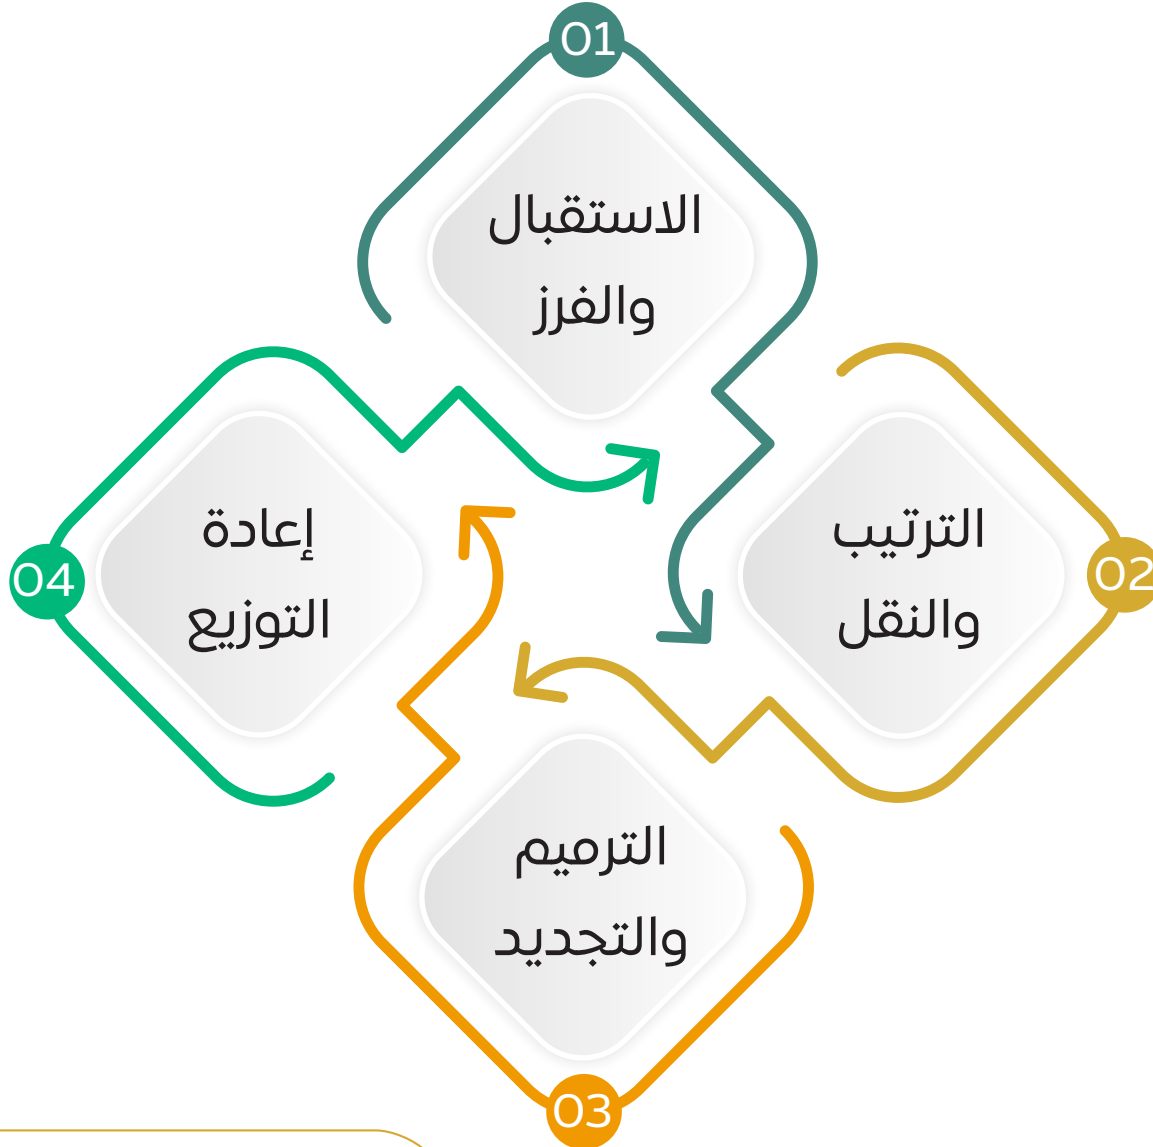 01
الاستقبال
والفرز
02
الترتيب
والنقل
03
الترميم
والتجديد
04
إعادة
التوزيع